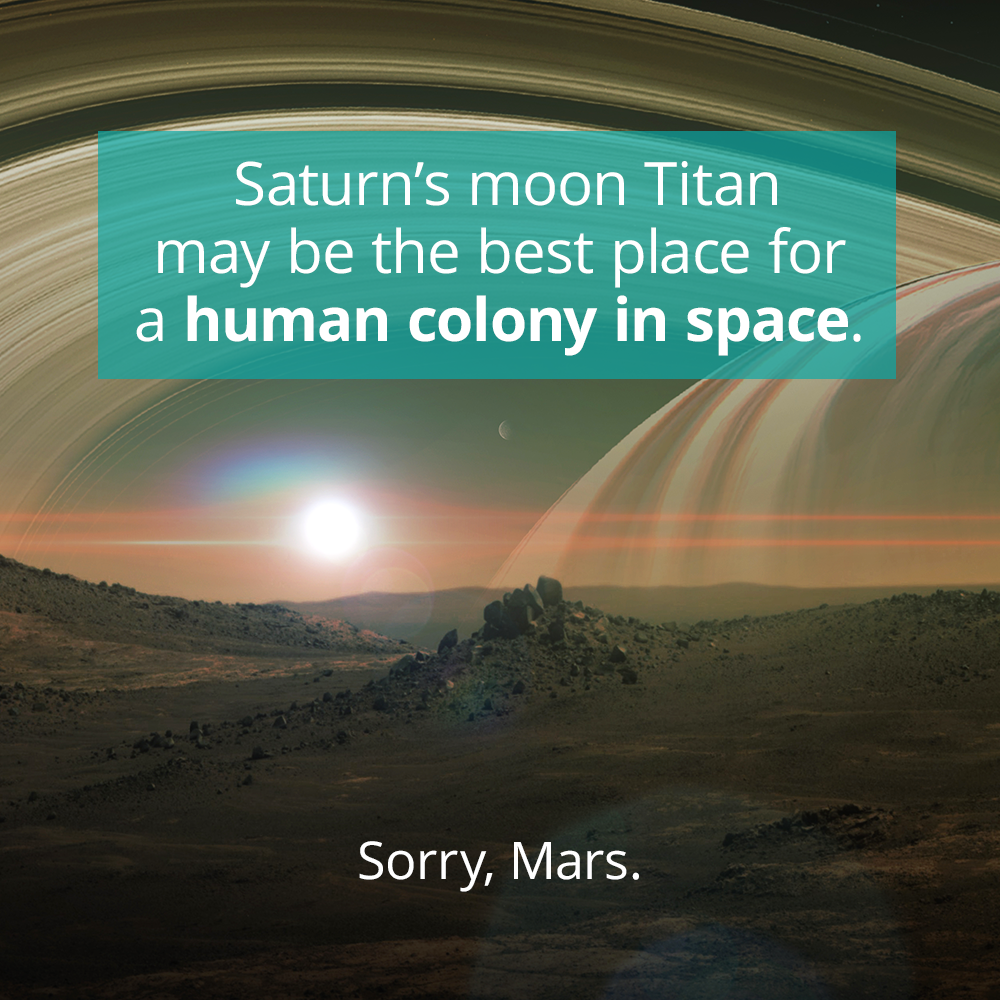 Saturn’s moon Titan
may be the best place for
a human colony in space.
Sorry, Mars.